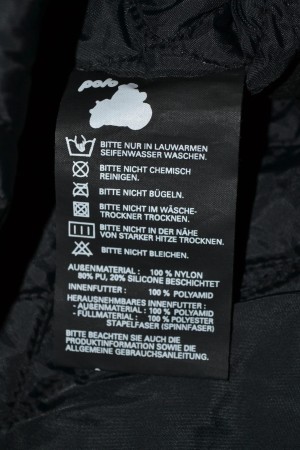 polo
BITTE NUR IN LAUWARMEN
SEIFENWASSER WASCHEN.
BITTE NICHT CHEMISCH
REINIGEN.
BITTE NICHT BÜGELN.
BITTE NICHT IM WÄSCHE-
TROCKNER TROCKNEN.
BITTE NICHT IN DER NÄHE
VON STARKER HITZE TROCKNEN.
BITTE NICHT BLEICHEN.
AUßENMATERIAL : 100 % NYLON
80% PU, 20% SILICONE BESCHICHTET
INNENFUTTER : 100 % POLYAMID
HERAUSNEHMBARES INNENFUTTER :
- AUßENMATERIAL : 100 % POLYAMID
- FÜLLMATERIAL : 100 % POLYESTER
STAPELFASER (SPINNFASER)
BITTE BEACHTEN SIE AUCH DIE
PRODUKTINFORMATION SOWIE DIE
ALLGEMEINE GEBRAUCHSANLEITUNG.